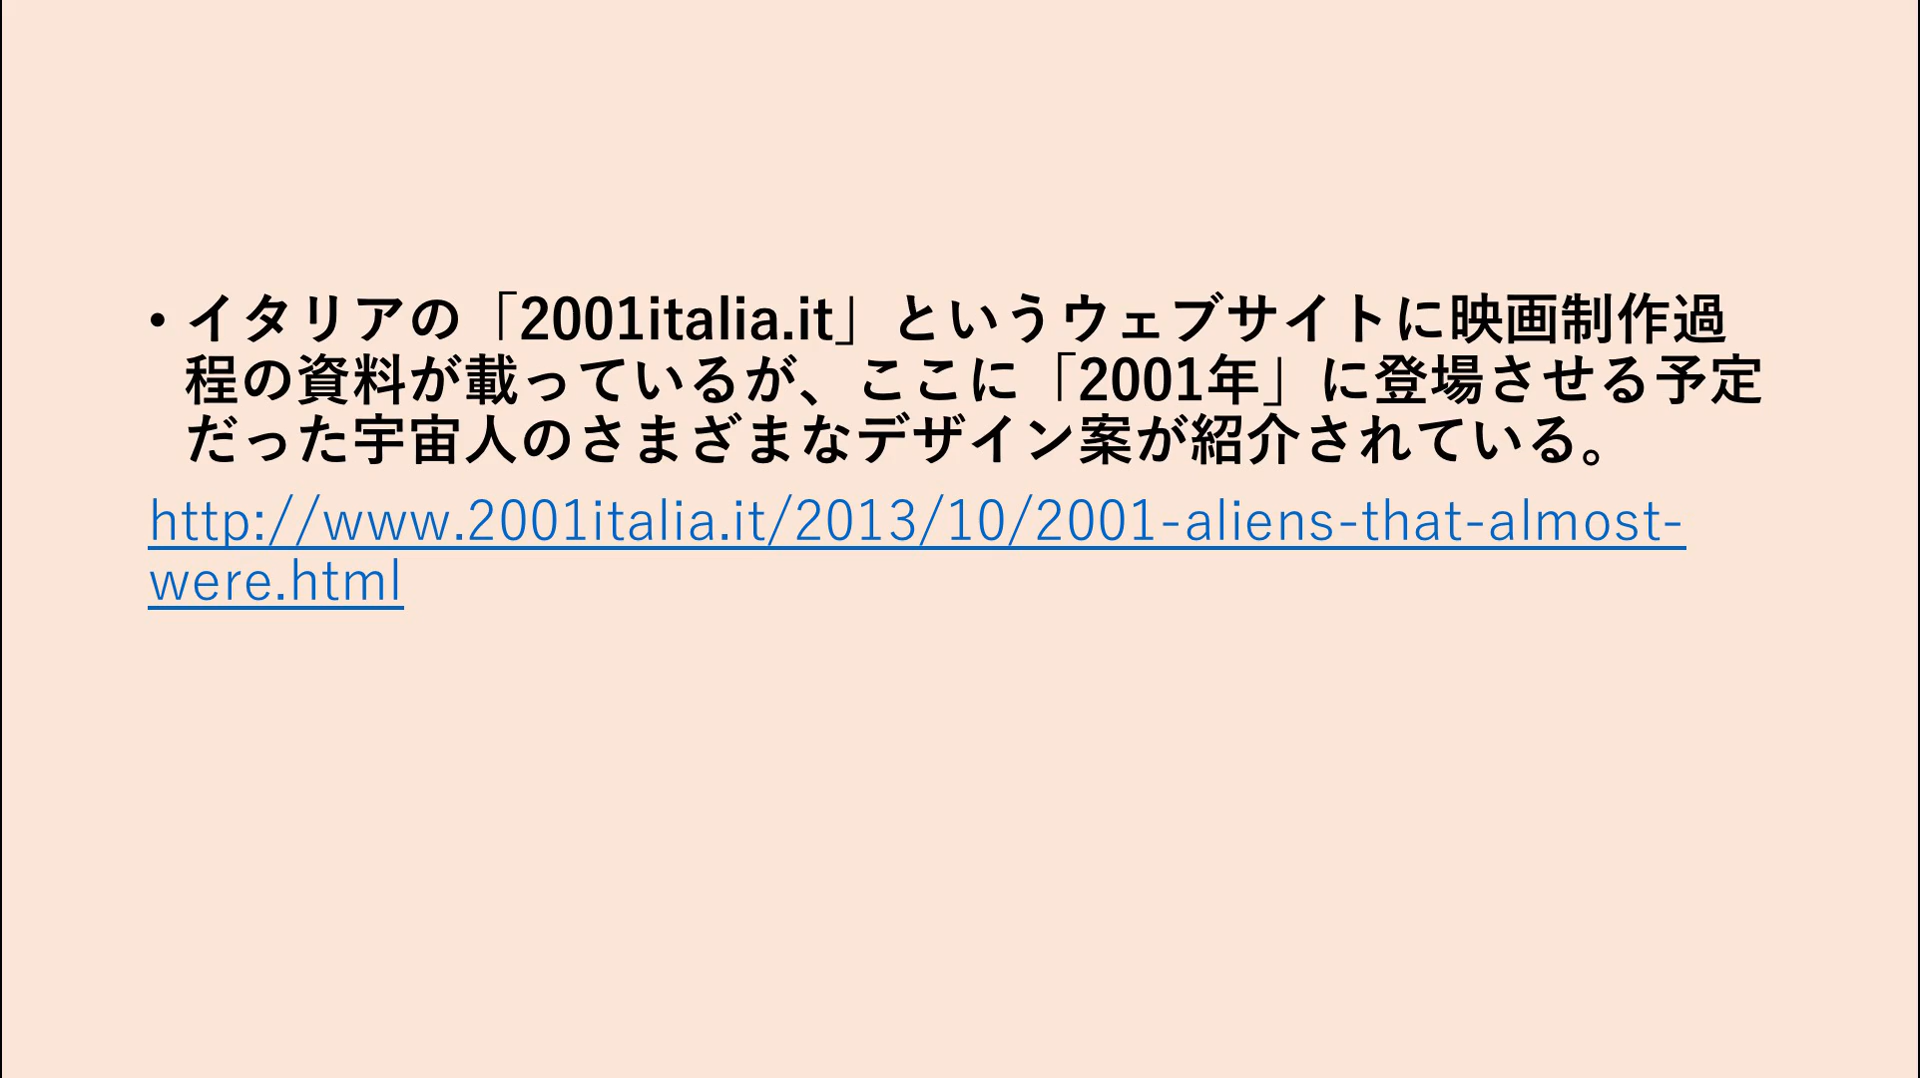 • イタリアの「2001italia.it」というウェブサイトに映画制作過
程の資料が載っているが、ここに「2001年」に登場させる予定
だった宇宙人のさまざまなデザイン案が紹介されている。
http://www.2001italia.it/2013/10/2001-aliens-that-almost-
were.html